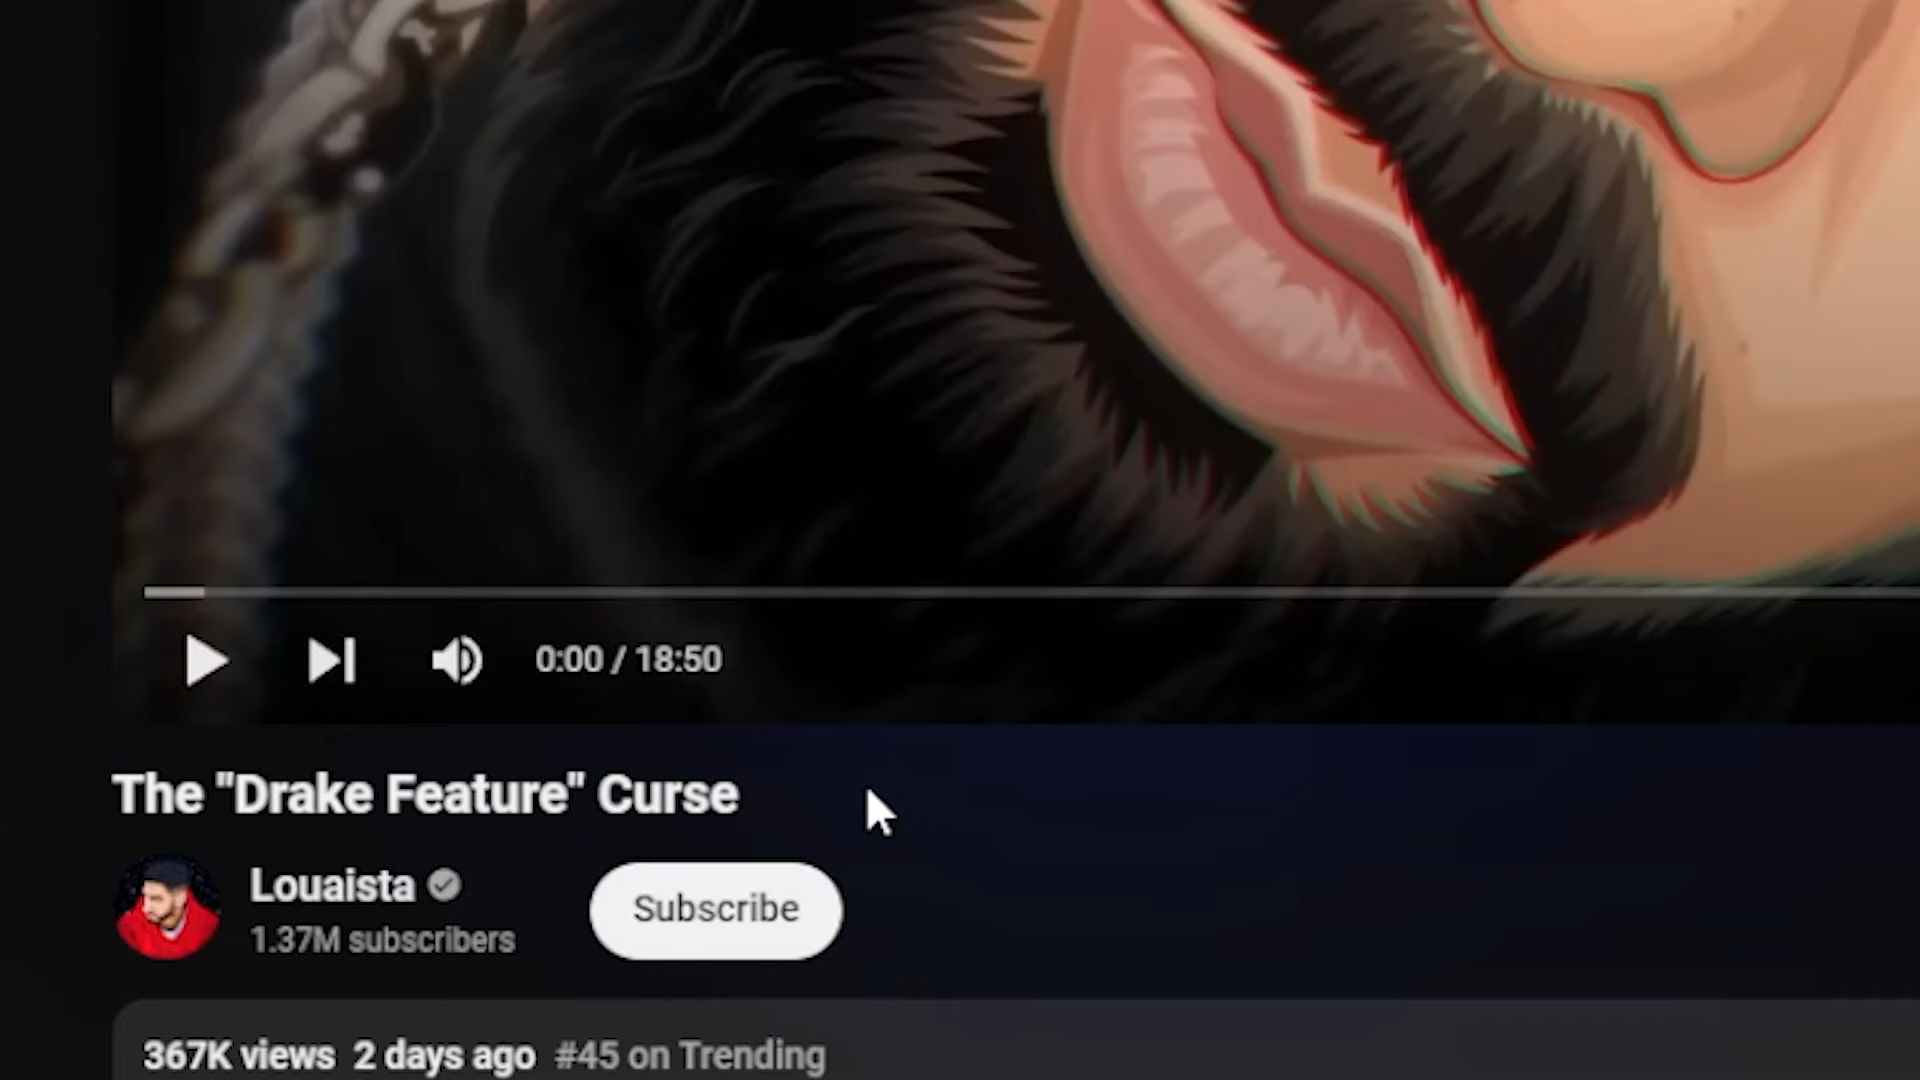 0:00 / 18:50
The "Drake Feature" Curse
Louaista
Subscribe
1.37M subscribers
367K views 2 days ago #45 on Trending